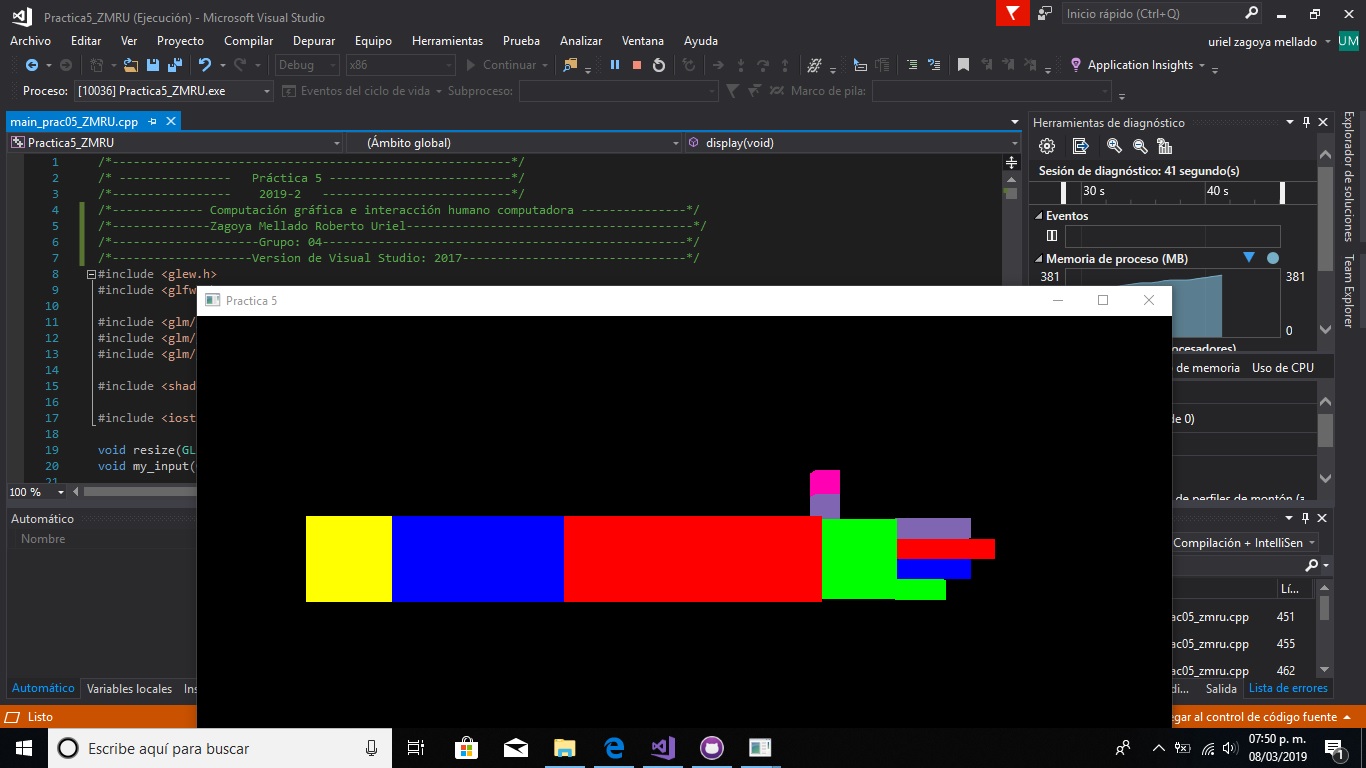 Practica5_ZMRU (Ejecución) - Microsoft Visual Studio
Inicio rápido (Ctrl+Q)
Archivo Editar Ver Proyecto Compilar Depurar Equipo Herramientas Prueba Analizar Ventana Ayuda
uriel zagoya mellado UM
Debug x86 Continuar Application Insights
Proceso: [10036] Practica5_ZMRU.exe Eventos del ciclo de vida Subproceso: Marco de pila:
main_prac05_ZMRU.cpp
Practica5_ZMRU (Ámbito global) display(void)
1 /*---------------------------------------------------------*/
2 /* ---------------- Práctica 5 --------------------------*/
3 /*----------------- 2019-2 ---------------------------*/
4 /*------------- Computación gráfica e interacción humano computadora ---------------*/
5 /*--------------Zagoya Mellado Roberto Uriel-----------------------------------------*/
6 /*---------------------Grupo: 04----------------------------------------------------*/
7 /*--------------------Version de Visual Studio: 2017--------------------------------*/
8 #include <glew.h>
9 #include <glfw
10
11 #include <glm/
12 #include <glm/
13 #include <glm/
14
15 #include <shad
16
17 #include <iost
18
19 void resize(GL
20 void my_input(
21
100 %
Automático
Nombre
Automático Variables locales Ins
Listo
Practica 5
Herramientas de diagnóstico
Sesión de diagnóstico: 41 segundo(s)
30 s 40 s
Eventos
Memoria de proceso (MB)
381 381
0
ocesadores)
de memoria Uso de CPU
de 0)
de perfiles de montón (a
Compilación + IntelliSen
Lí...
ac05_zmru.cpp 451
ac05_zmru.cpp 455
ac05_zmru.cpp 462
di... Salida Lista de errores
egar al control de código fuente
Explorador de soluciones
Team Explorer
Escribe aquí para buscar
07:50 p. m.
08/03/2019
1